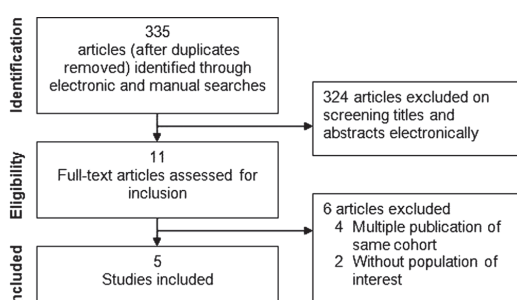 Identification
335
articles (after duplicates
removed) identified through
electronic and manual searches
324 articles excluded on
screening titles and
abstracts electronically
Eligibility
11
Full-text articles assessed for
inclusion
6 articles excluded
4 Multiple publication of
same cohort
2 Without population of
interest
5
Studies included